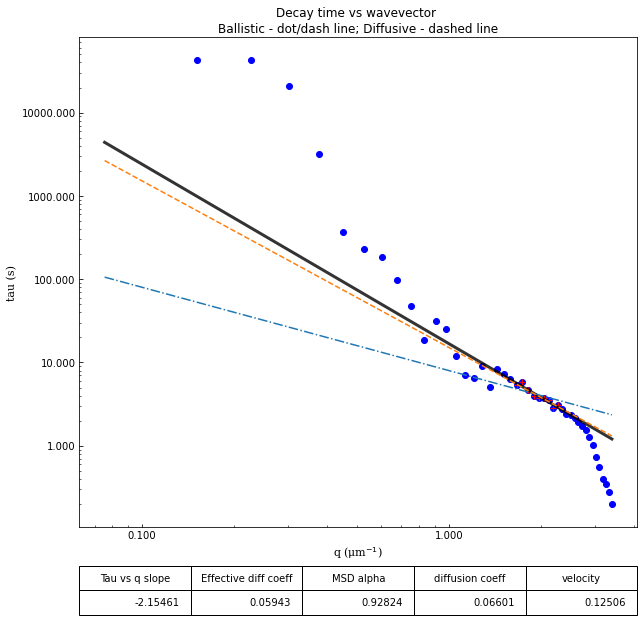 Decay time vs wavevector
Ballistic - dot/dash line; Diffusive - dashed line
10000.000
1000.000
100.000
10.000
1.000
tau (s)
0.100
1.000
q (μm⁻¹)
Tau vs q slope Effective diff coeff MSD alpha diffusion coeff velocity
-2.15461 0.05943 0.92824 0.06601 0.12506